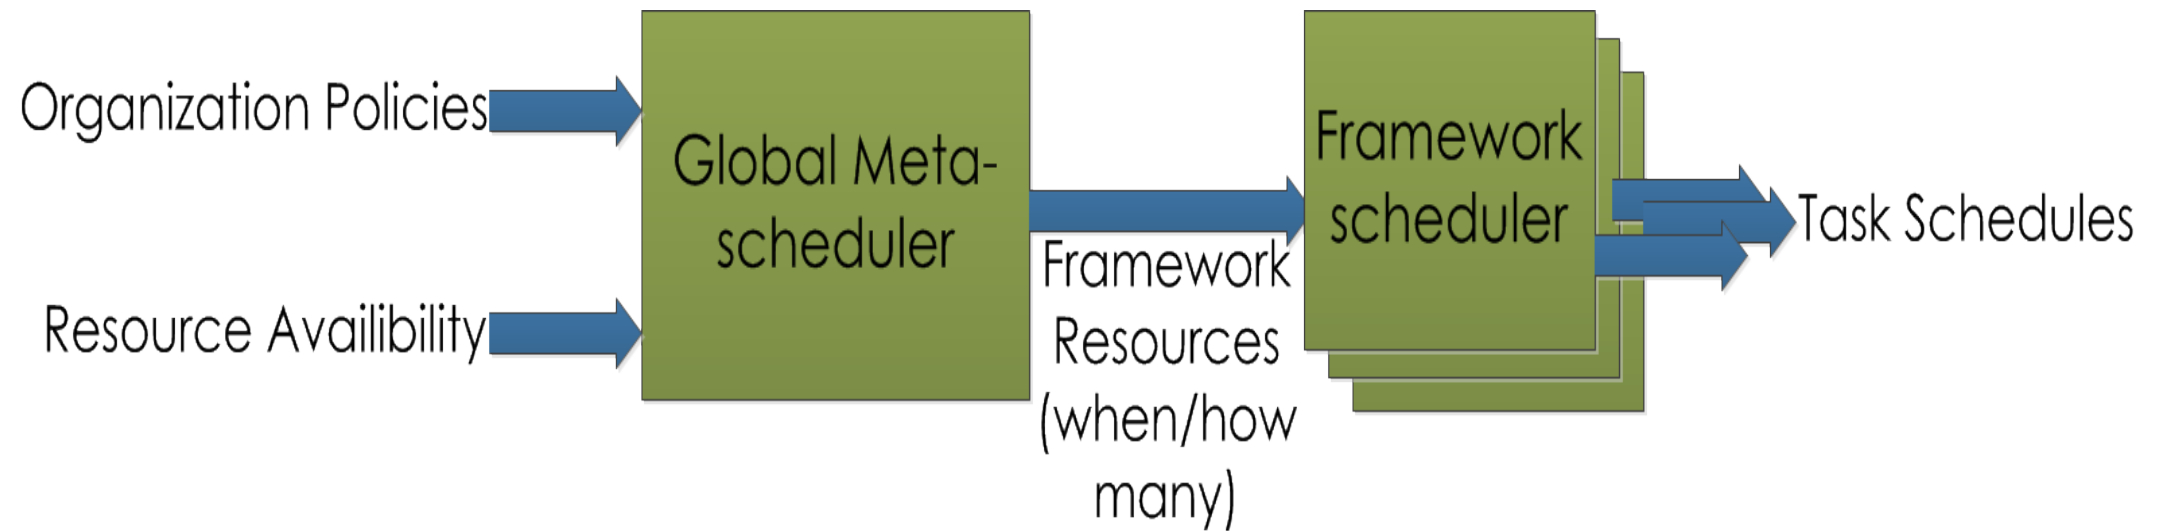 Organization Policies
Resource Availibility
Global Meta-
scheduler
Framework
Resources
(when/how
many)
Framework
scheduler
Task Schedules